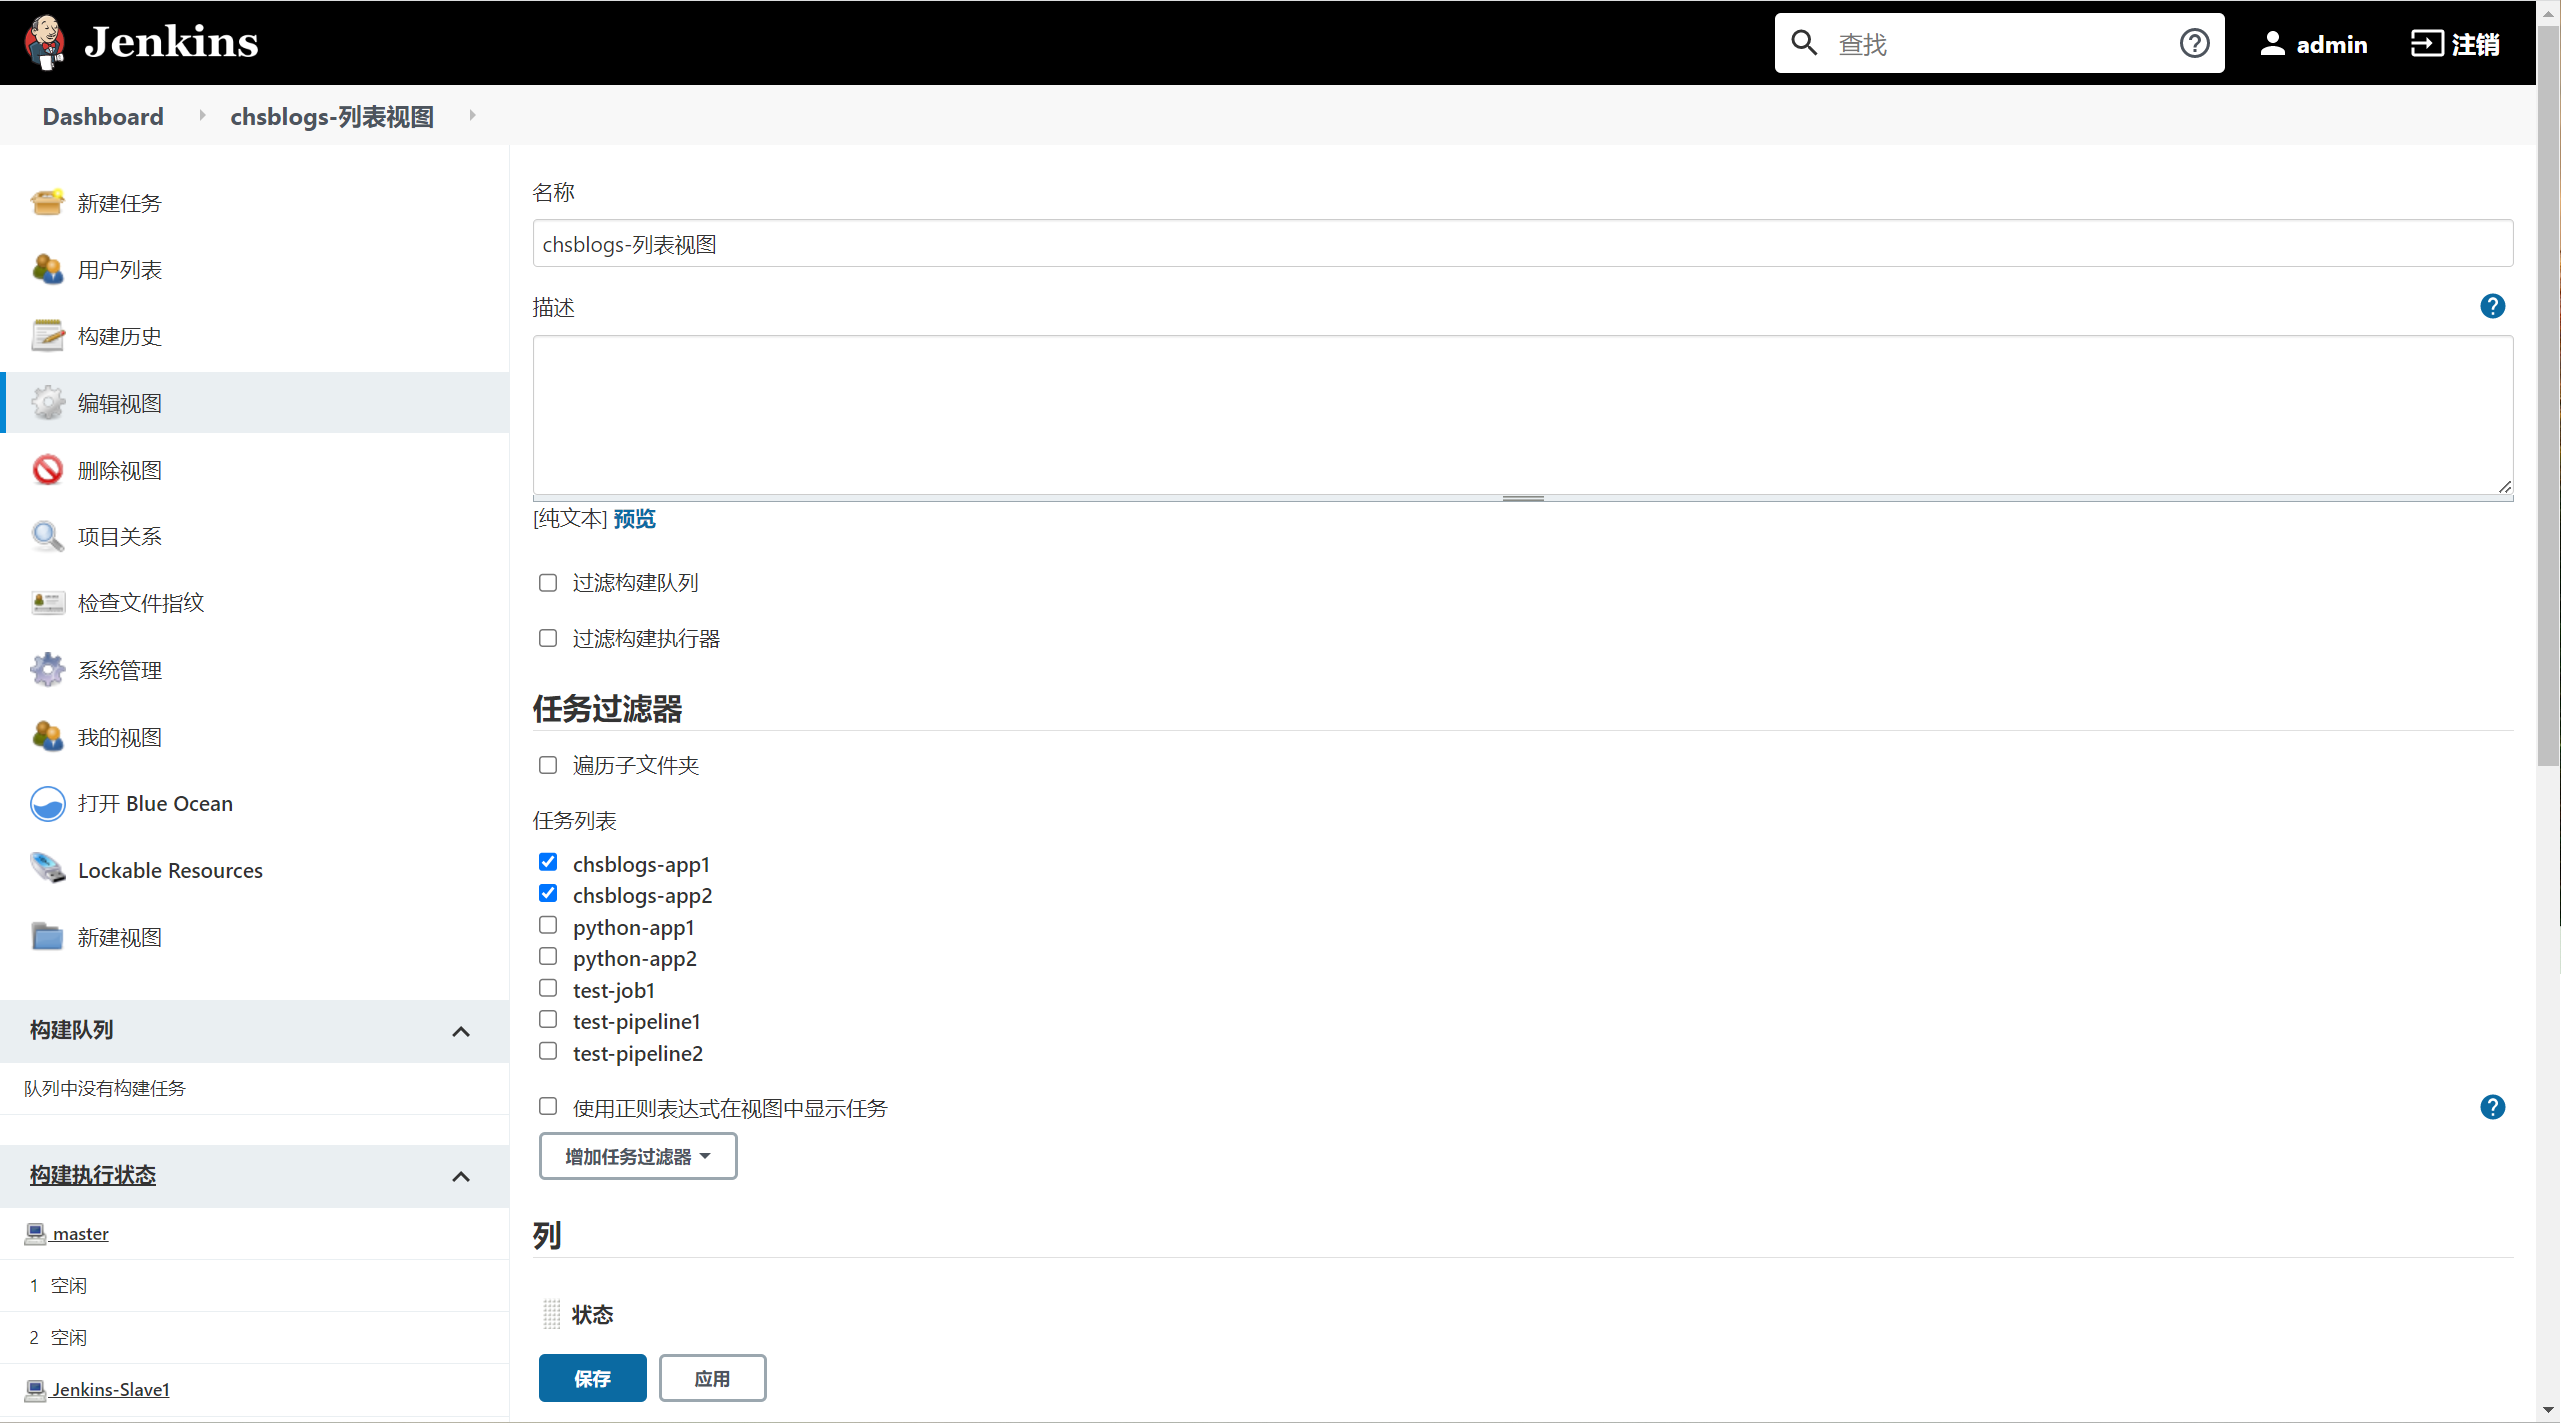 Jenkins
查找
admin
注销
Dashboard
chsblogs-列表视图
新建任务
用户列表
构建历史
编辑视图
删除视图
项目关系
检查文件指纹
系统管理
我的视图
打开 Blue Ocean
Lockable Resources
新建视图
构建队列
队列中没有构建任务
构建执行状态
master
1 空闲
2 空闲
Jenkins-Slave1
名称
chsblogs-列表视图
描述
[纯文本] 预览
过滤构建队列
过滤构建执行器
任务过滤器
遍历子文件夹
任务列表
chsblogs-app1
chsblogs-app2
python-app1
python-app2
test-job1
test-pipeline1
test-pipeline2
使用正则表达式在视图中显示任务
增加任务过滤器
列
状态
保存
应用